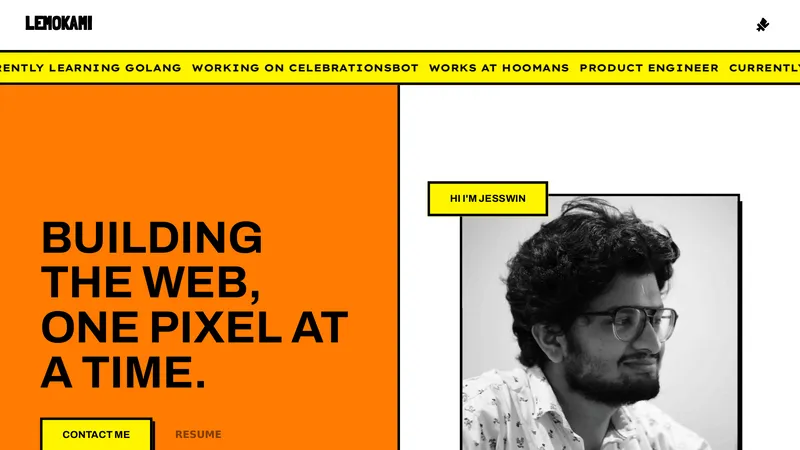 LEMOKAMI
RENTLY LEARNING GOLANG WORKING ON CELEBRATIONSBOT WORKS AT HOOMANS PRODUCT ENGINEER CURRENTLY
HI I'M JESSWIN
BUILDING
THE WEB,
ONE PIXEL AT
A TIME.
CONTACT ME
RESUME